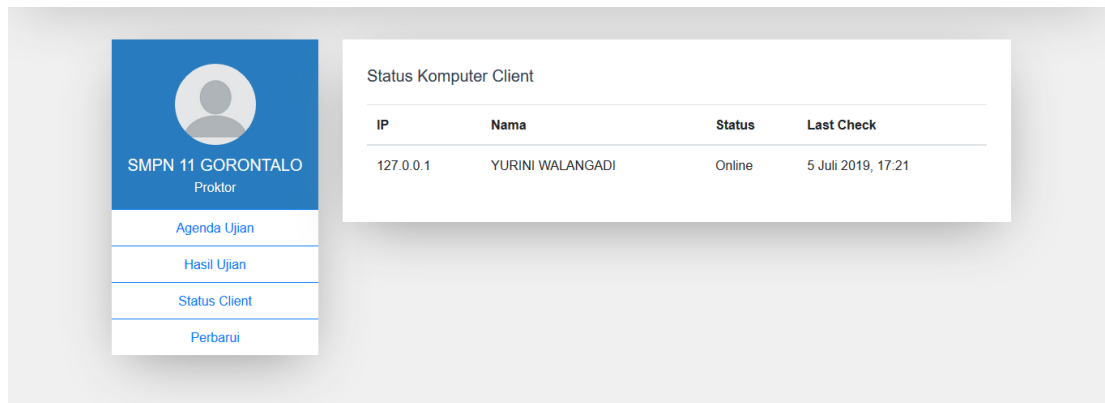 SMPN 11 GORONTALO
Proktor
Agenda Ujian
Hasil Ujian
Status Client
Perbarui
Status Komputer Client
IP Nama Status Last Check
127.0.0.1 YURINI WALANGADI Online 5 Juli 2019, 17:21